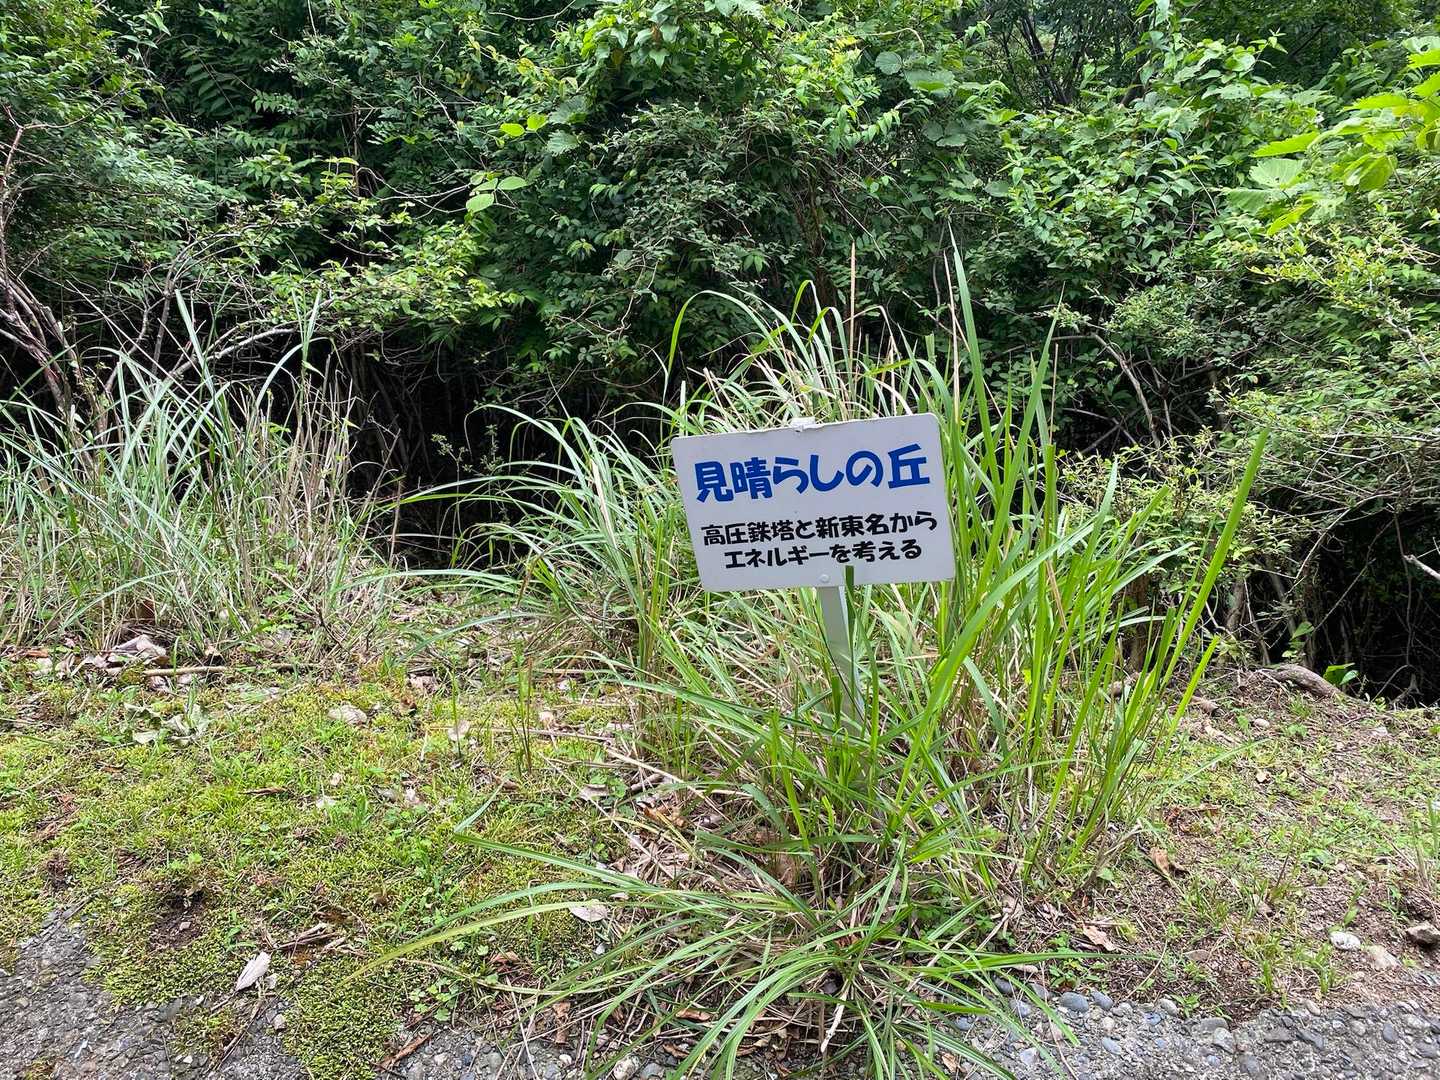 見晴らしの丘
高圧鉄塔と新東名から
エネルギーを考える